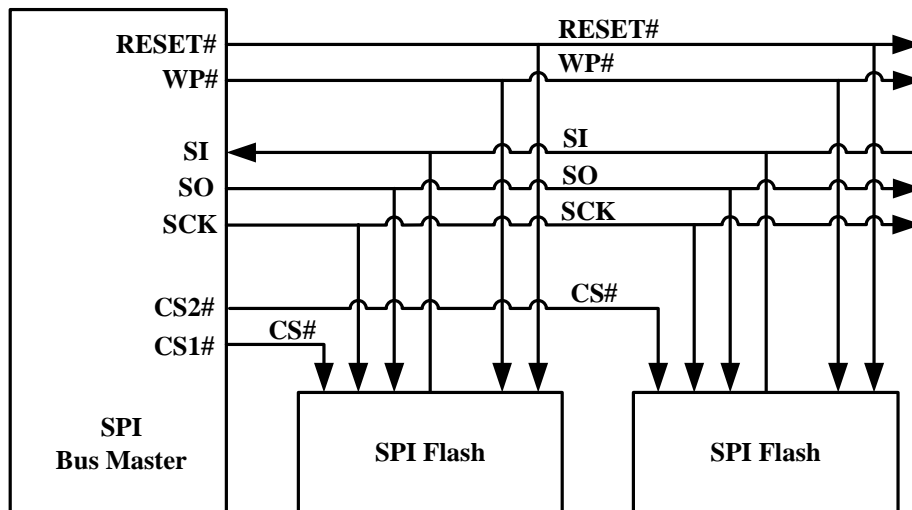 RESET#
RESET#
WP#
WP#
SI
SI
SO
SO
SCK
SCK
CS2#
CS#
CS1#
CS#
SPI
Bus Master
SPI Flash
SPI Flash